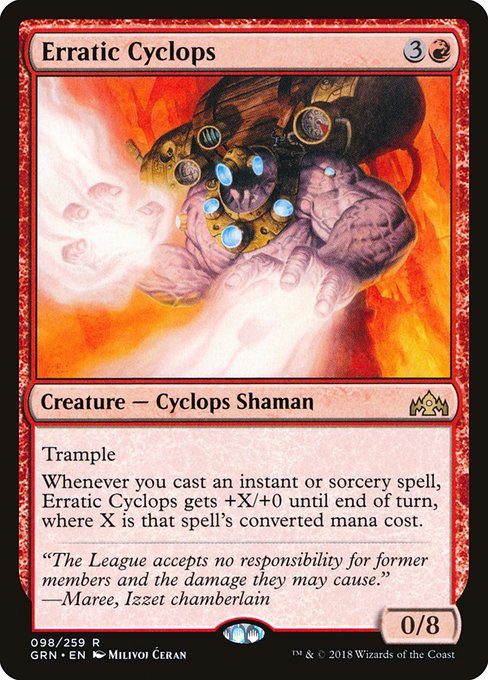 Erratic Cyclops 3
Creature — Cyclops Shaman
Trample
Whenever you cast an instant or sorcery spell,
Erratic Cyclops gets +X/+0 until end of turn,
where X is that spell's converted mana cost.
"The League accepts no responsibility for former
members and the damage they may cause."
—Maree, Izzet chamberlain
0/8
098/259 R
GRN • EN Milivoj Ćeran ™ & © 2018 Wizards of the Coast